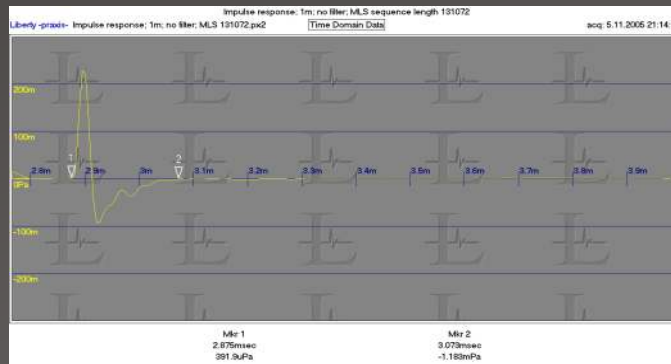 Impulse response; 1m; no filter; MLS sequence length 131072
Liberty -praxis- Impulse response; 1m; no filter; MLS 131072.px2 Time Domain Data acq: 5.11.2005 21:14:
200m
100m
1 2
2.8m 2.9m 3m 3.1m 3.2m 3.3m 3.4m 3.5m 3.6m 3.7m 3.8m 3.9m
0Pa
-100m
-200m
Mkr 1 Mkr 2
2.875msec 3.073msec
391.9uPa -1.183mPa